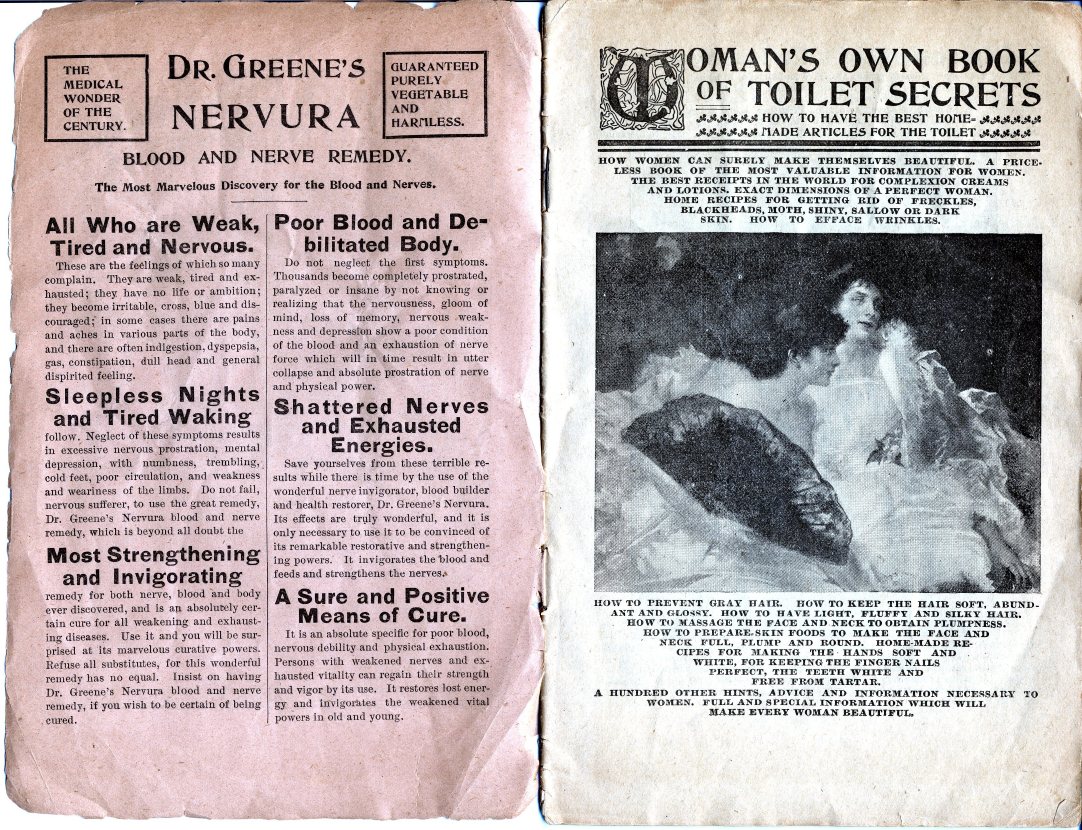 THE
MEDICAL
WONDER
OF THE
CENTURY.
DR. GREENE'S
NERVURA
GUARANTEED
PURELY
VEGETABLE
AND
HARMLESS.
BLOOD AND NERVE REMEDY.
The Most Marvelous Discovery for the Blood and Nerves.
All Who are Weak,
Tired and Nervous.
These are the feelings of which so many
complain. They are weak, tired and ex-
hausted; they have no life or ambition;
they become irritable, cross, blue and dis-
couraged; in some cases there are pains
and aches in various parts of the body,
and there are often indigestion, dyspepsia,
gas, constipation, dull head and general
dispirited feeling.
Sleepless Nights
and Tired Waking
follow. Neglect of these symptoms results
in excessive nervous prostration, mental
depression, with numbness, trembling,
cold feet, poor circulation, and weakness
and weariness of the limbs. Do not fail,
nervous sufferer, to use the great remedy,
Dr. Greene's Nervura blood and nerve
remedy, which is beyond all doubt the
Most Strengthening
and Invigorating
remedy for both nerve, blood and body
ever discovered, and is an absolutely cer-
tain cure for all weakening and exhaust-
ing diseases. Use it and you will be sur-
prised at its marvelous curative powers.
Refuse all substitutes, for this wonderful
remedy has no equal. Insist on having
Dr. Greene's Nervura blood and nerve
remedy, if you wish to be certain of being
cured.
Poor Blood and De-
bilitated Body.
Do not neglect the first symptoms.
Thousands become completely prostrated,
paralyzed or insane by not knowing or
realizing that the nervousness, gloom of
mind, loss of memory, nervous weak-
ness and depression show a poor condition
of the blood and an exhaustion of nerve
force which will in time result in utter
collapse and absolute prostration of nerve
and physical power.
Shattered Nerves
and Exhausted
Energies.
Save yourselves from these terrible re-
sults while there is time by the use of the
wonderful nerve invigorator, blood builder
and health restorer, Dr. Greene's Nervura.
Its effects are truly wonderful, and it is
only necessary to use it to be convinced of
its remarkable restorative and strengthen-
ing powers. It invigorates the blood and
feeds and strengthens the nerves.
A Sure and Positive
Means of Cure.
It is an absolute specific for poor blood,
nervous debility and physical exhaustion.
Persons with weakened nerves and ex-
hausted vitality can regain their strength
and vigor by its use. It restores lost ener-
gy and invigorates the weakened vital
powers in old and young.
WOMAN'S OWN BOOK
OF TOILET SECRETS
HOW TO HAVE THE BEST HOME-
MADE ARTICLES FOR THE TOILET
HOW WOMEN CAN SURELY MAKE THEMSELVES BEAUTIFUL. A PRICE-
LESS BOOK OF THE MOST VALUABLE INFORMATION FOR WOMEN.
THE BEST RECEIPTS IN THE WORLD FOR COMPLEXION CREAMS
AND LOTIONS. EXACT DIMENSIONS OF A PERFECT WOMAN.
HOME RECIPES FOR GETTING RID OF FRECKLES,
BLACKHEADS, MOTH, SHINY, SALLOW OR DARK
SKIN. HOW TO EFFACE WRINKLES.
HOW TO PREVENT GRAY HAIR. HOW TO KEEP THE HAIR SOFT, ABUND-
ANT AND GLOSSY. HOW TO HAVE LIGHT, FLUFFY AND SILKY HAIR.
HOW TO MASSAGE THE FACE AND NECK TO OBTAIN PLUMPNESS.
HOW TO PREPARE SKIN FOODS TO MAKE THE FACE AND
NECK FULL, PLUMP AND ROUND. HOME-MADE RE-
CIPES FOR MAKING THE HANDS SOFT AND
WHITE, FOR KEEPING THE FINGER NAILS
PERFECT, THE TEETH WHITE AND
FREE FROM TARTAR.
A HUNDRED OTHER HINTS, ADVICE AND INFORMATION NECESSARY TO
WOMEN. FULL AND SPECIAL INFORMATION WHICH WILL
MAKE EVERY WOMAN BEAUTIFUL.